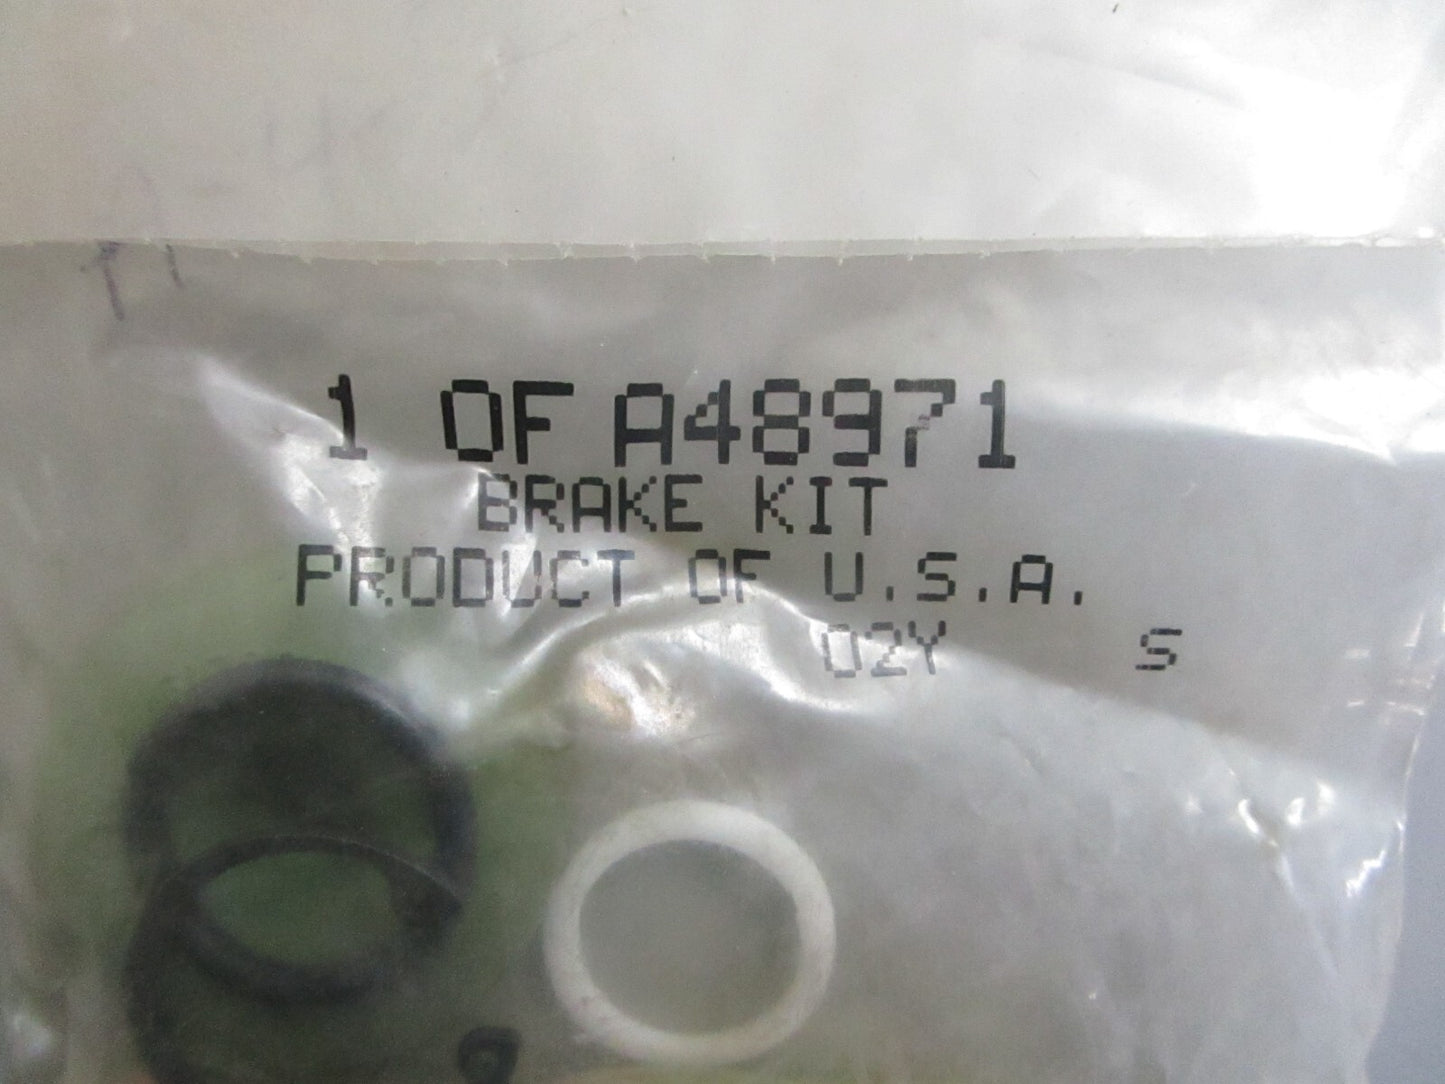 1 OF A48971
BRAKE KIT
PRODUCT OF U.S.A.
02Y S